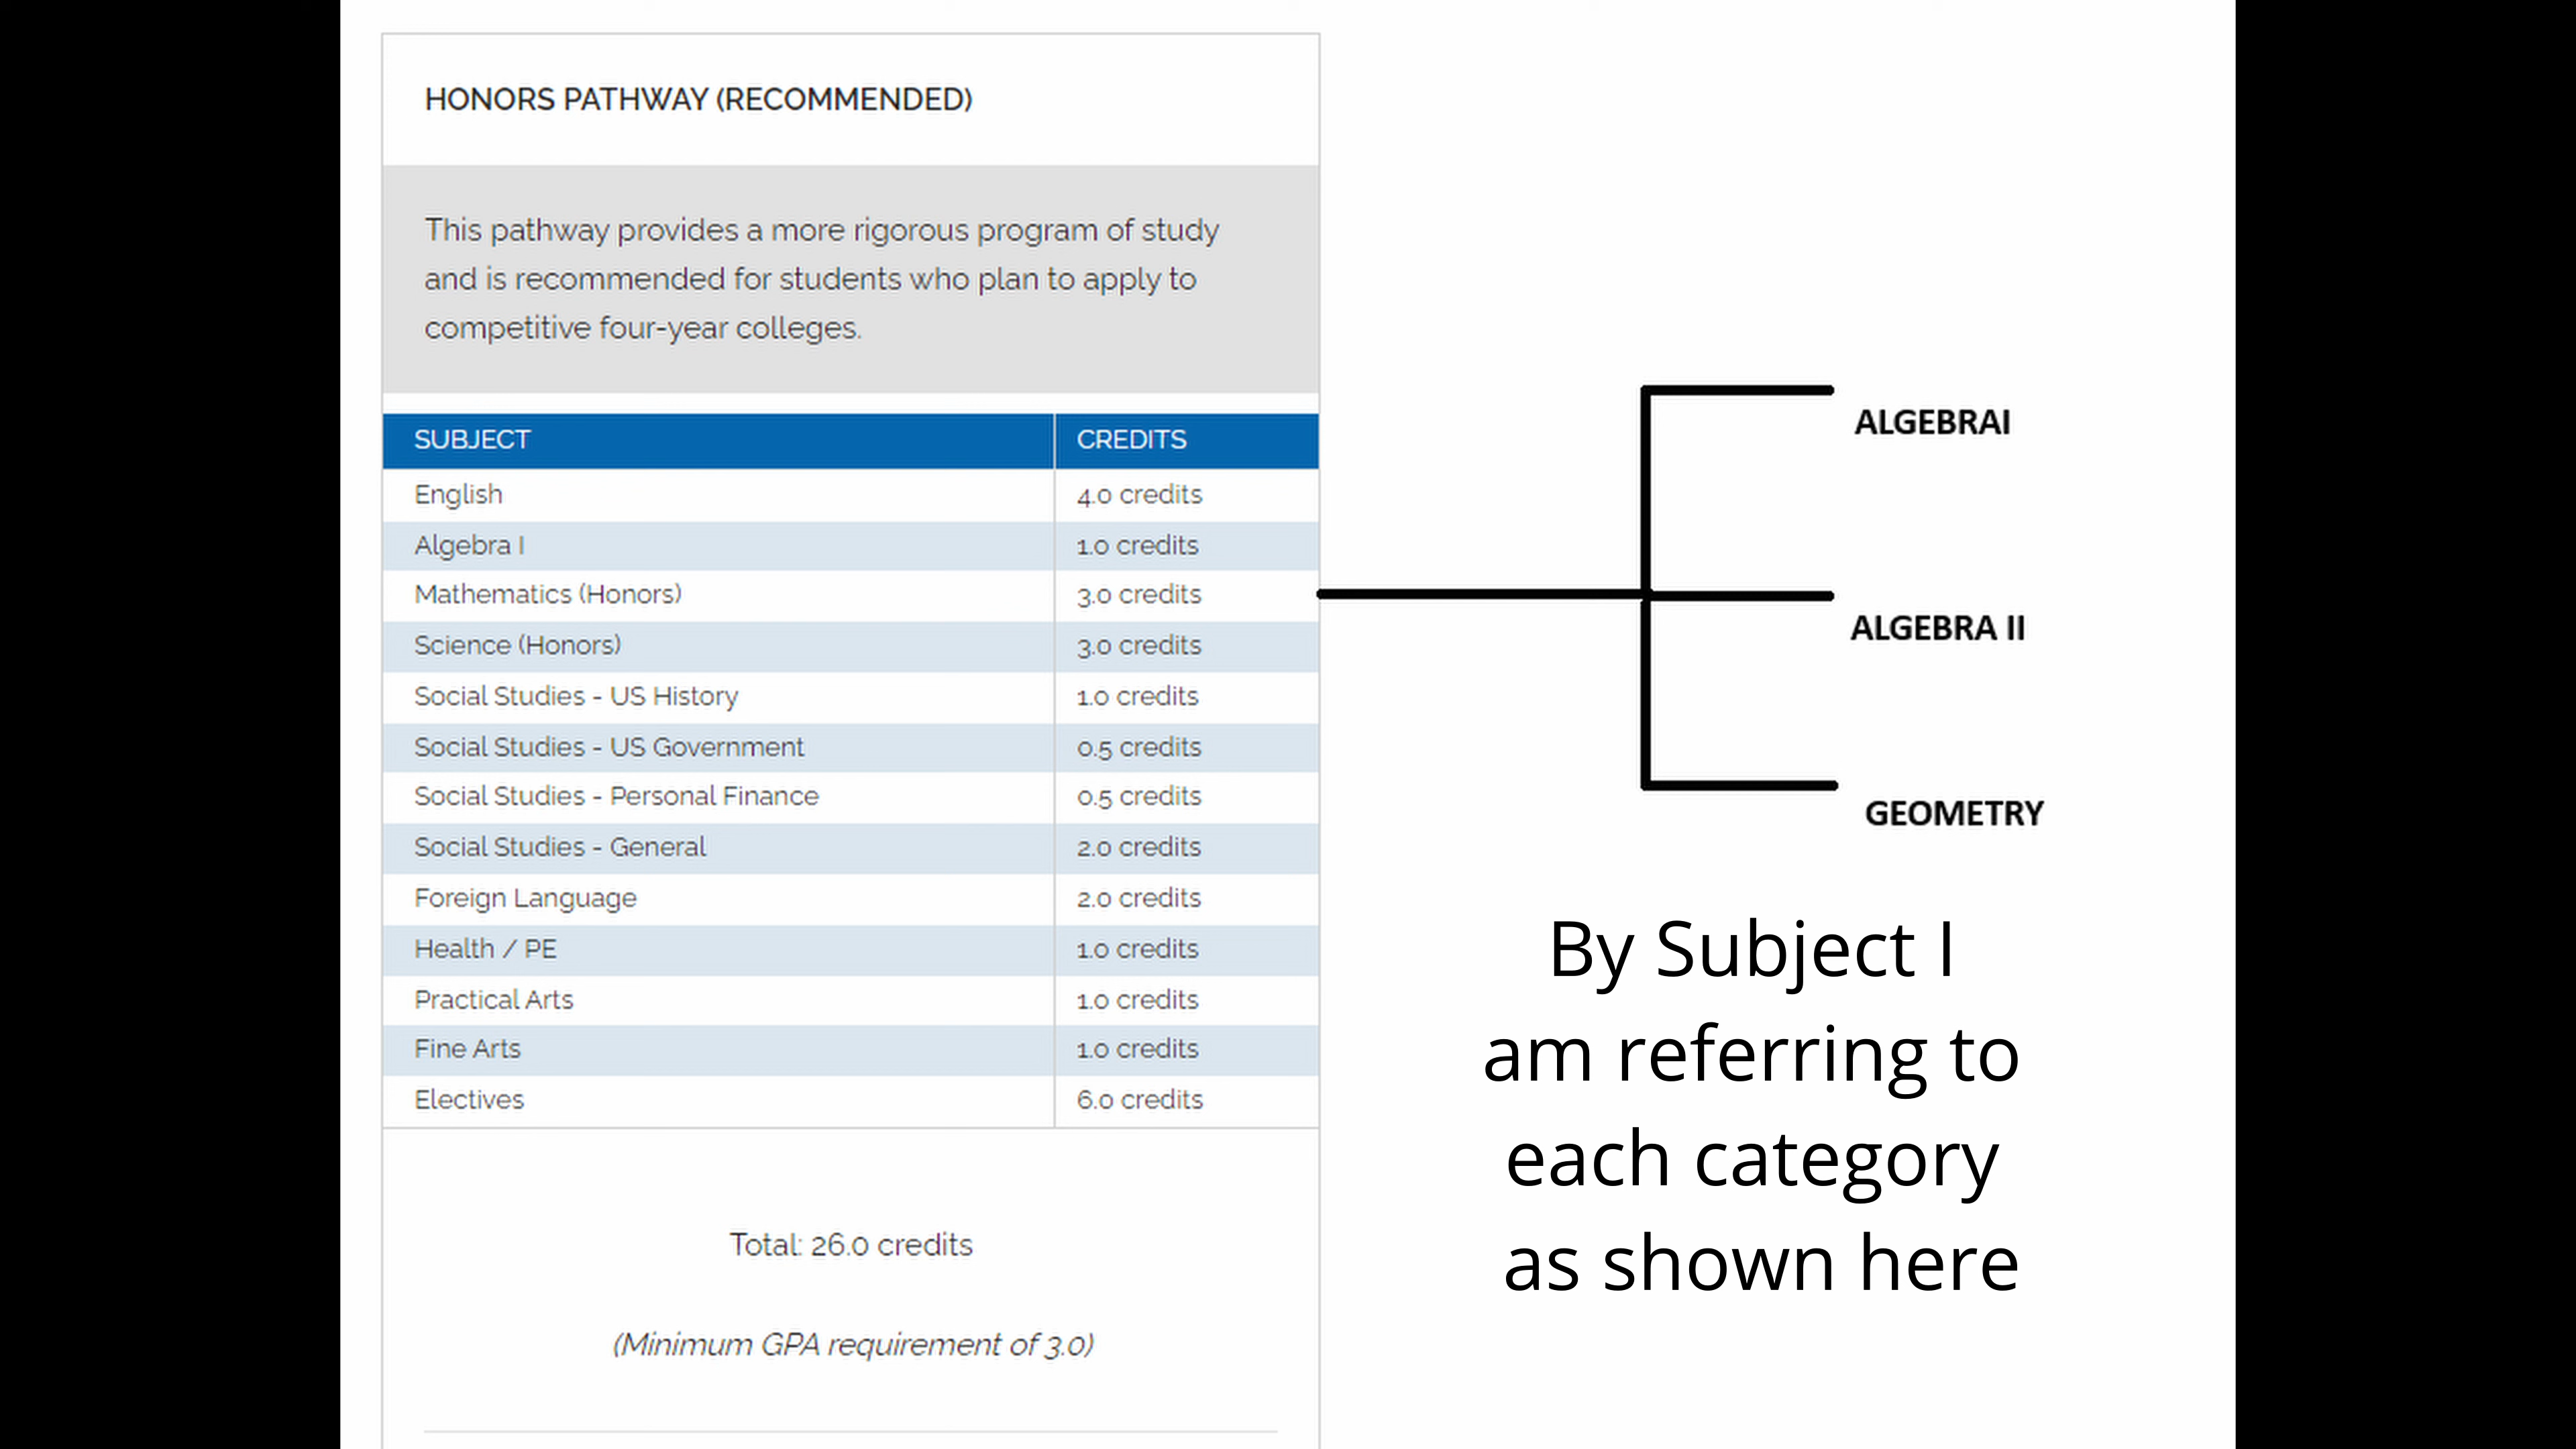 HONORS PATHWAY (RECOMMENDED)
This pathway provides a more rigorous program of study
and is recommended for students who plan to apply to
competitive four-year colleges.
SUBJECT CREDITS
English 4.0 credits
Algebra I 1.0 credits
Mathematics (Honors) 3.0 credits
Science (Honors) 3.0 credits
Social Studies - US History 1.0 credits
Social Studies - US Government 0.5 credits
Social Studies - Personal Finance 0.5 credits
Social Studies - General 2.0 credits
Foreign Language 2.0 credits
Health / PE 1.0 credits
Practical Arts 1.0 credits
Fine Arts 1.0 credits
Electives 6.0 credits
Total: 26.0 credits
(Minimum GPA requirement of 3.0)
ALGEBRAI
ALGEBRA II
GEOMETRY
By Subject I
am referring to
each category
as shown here